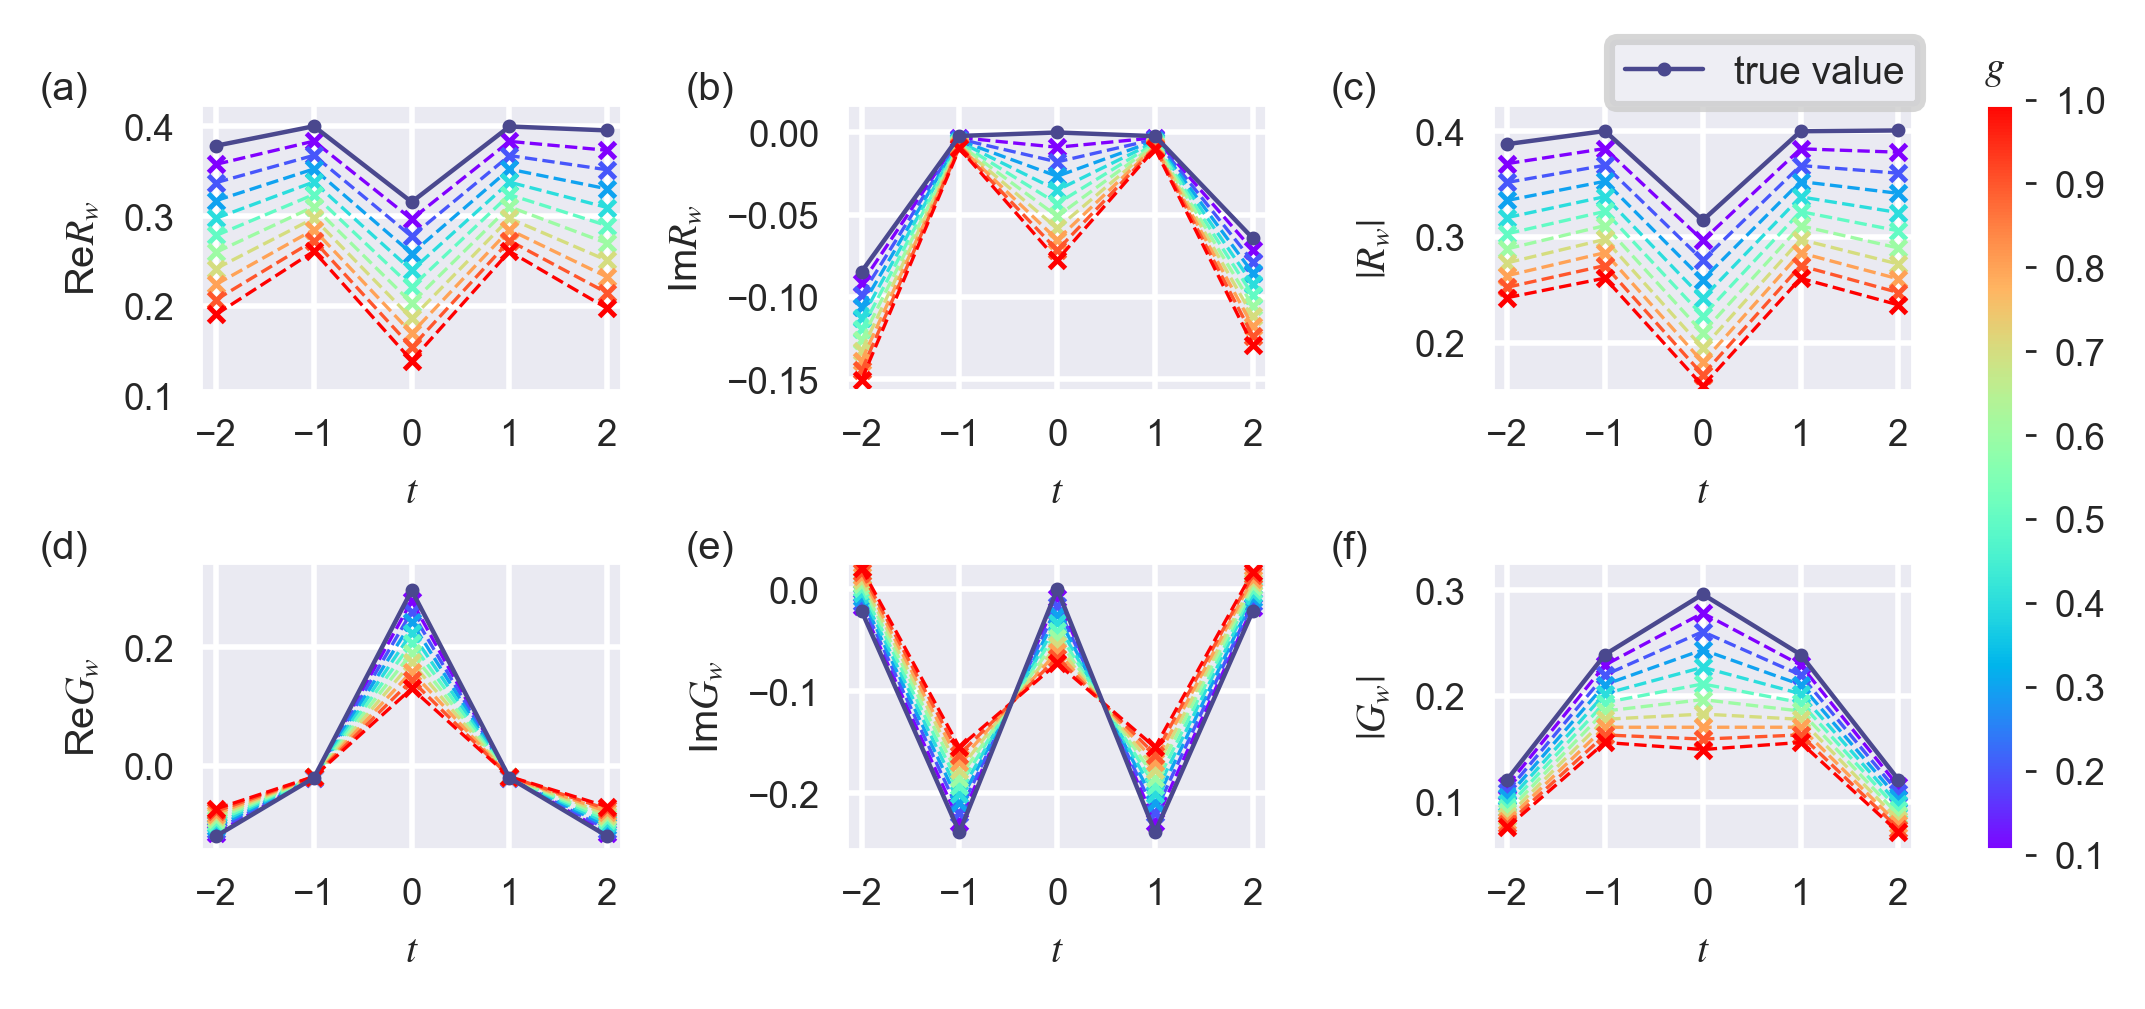 (a)
ReR_w
0.4
0.3
0.2
0.1
−2 −1 0 1 2
t
(b)
ImR_w
0.00
−0.05
−0.10
−0.15
−2 −1 0 1 2
t
(c)
true value
|R_w|
0.4
0.3
0.2
−2 −1 0 1 2
t
(d)
ReG_w
0.2
0.0
−2 −1 0 1 2
t
(e)
ImG_w
0.0
−0.1
−0.2
−2 −1 0 1 2
t
(f)
|G_w|
0.3
0.2
0.1
−2 −1 0 1 2
t
g
1.0
0.9
0.8
0.7
0.6
0.5
0.4
0.3
0.2
0.1